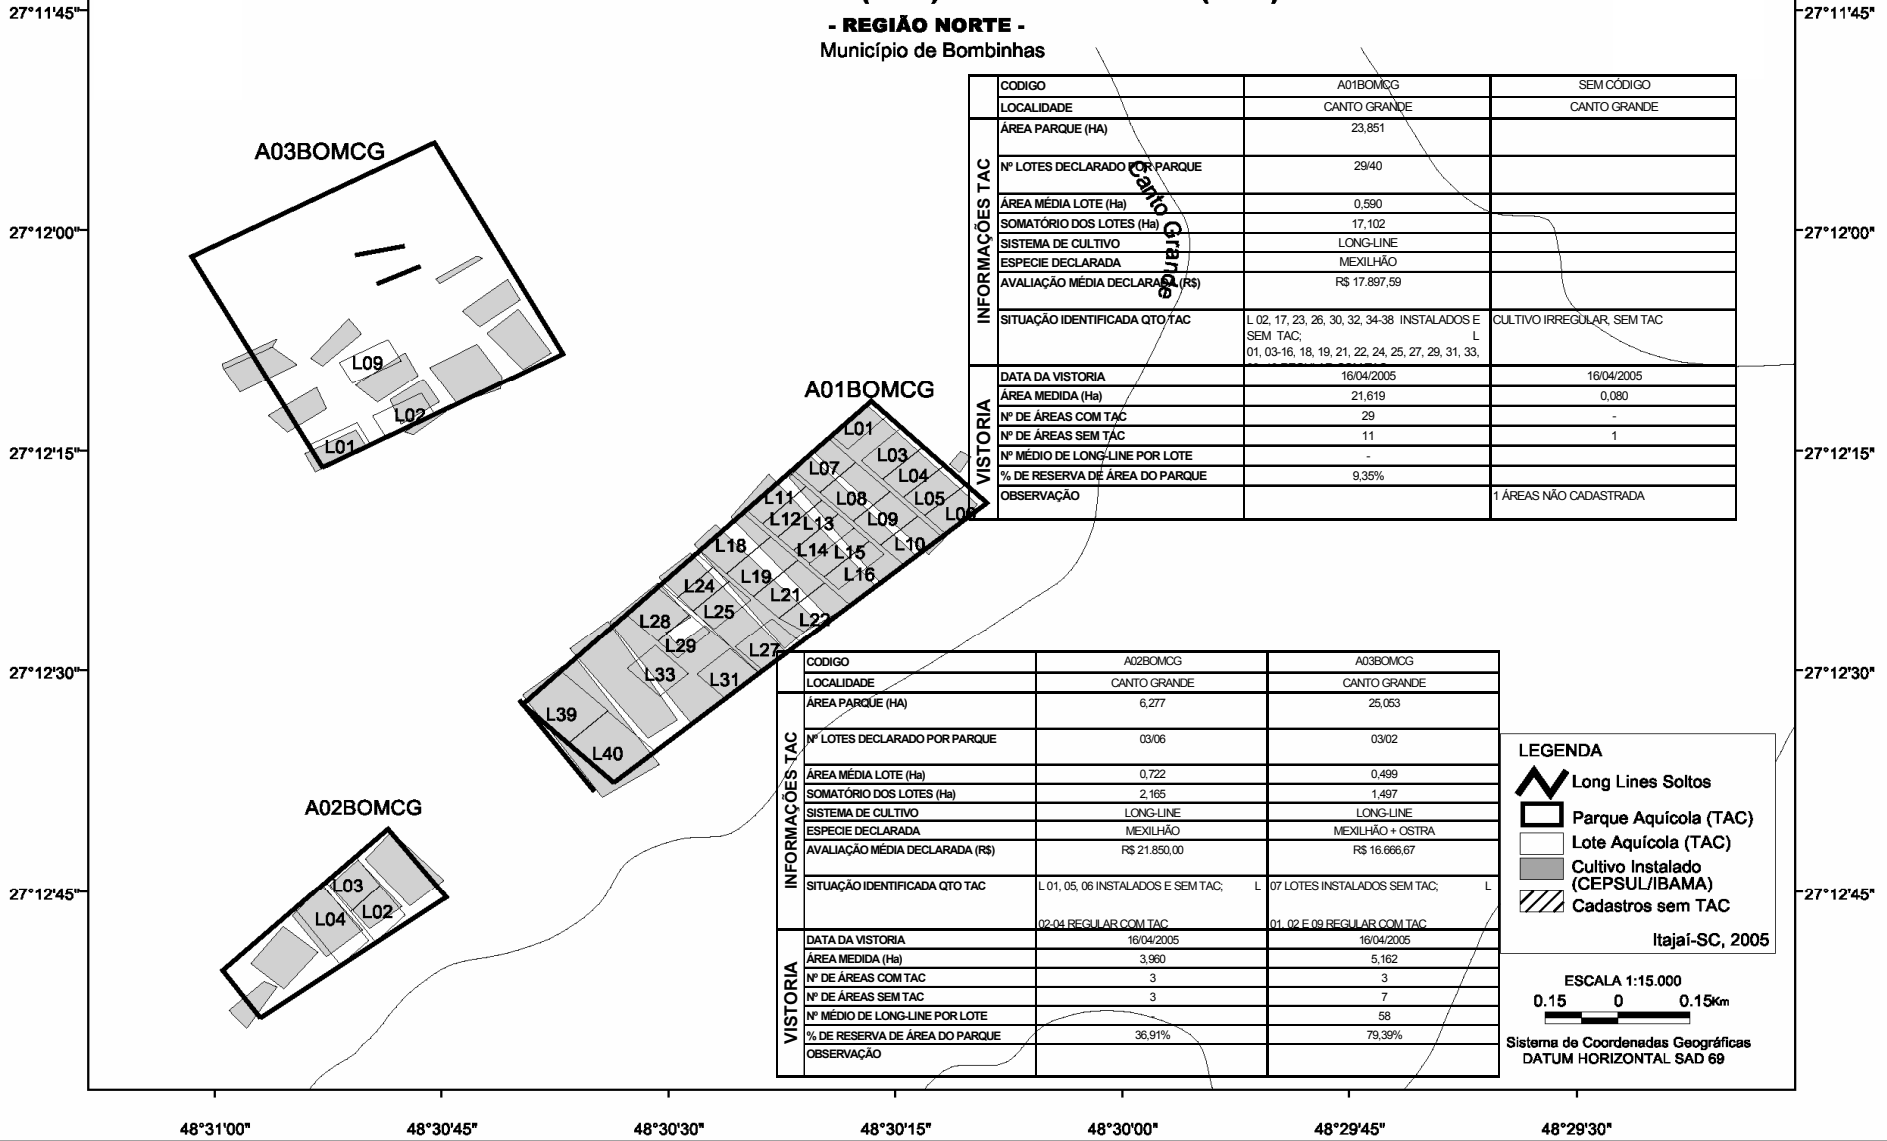 - REGIÃO NORTE -
Município de Bombinhas
27°11'45"
27°11'45"
27°12'00"
27°12'00"
27°12'15"
27°12'15"
27°12'30"
27°12'30"
27°12'45"
27°12'45"
A03BOMCG
L09
L02
L01
A01BOMCG
L01
L03
L04
L05
L06
L07
L08
L09
L10
L11
L12
L13
L14
L15
L16
L18
L19
L21
L22
L24
L25
L27
L28
L29
L31
L33
L39
L40
A02BOMCG
L03
L02
L04
Canto Grande
CODIGO A01BOMCG SEM CÓDIGO
LOCALIDADE CANTO GRANDE CANTO GRANDE
INFORMAÇÕES TAC
ÁREA PARQUE (HA) 23,851
Nº LOTES DECLARADO POR PARQUE 29/40
ÁREA MÉDIA LOTE (Ha) 0,590
SOMATÓRIO DOS LOTES (Ha) 17,102
SISTEMA DE CULTIVO LONG-LINE
ESPECIE DECLARADA MEXILHÃO
AVALIAÇÃO MÉDIA DECLARADA (R$) R$ 17.897,59
SITUAÇÃO IDENTIFICADA QTO TAC L 02, 17, 23, 26, 30, 32, 34-38 INSTALADOS E CULTIVO IRREGULAR, SEM TAC
SEM TAC; L
01, 03-16, 18, 19, 21, 22, 24, 25, 27, 29, 31, 33,
VISTORIA
DATA DA VISTORIA 16/04/2005 16/04/2005
ÁREA MEDIDA (Ha) 21,619 0,080
Nº DE ÁREAS COM TAC 29 -
Nº DE ÁREAS SEM TAC 11 1
Nº MÉDIO DE LONG-LINE POR LOTE -
% DE RESERVA DE ÁREA DO PARQUE 9,35%
OBSERVAÇÃO 1 ÁREAS NÃO CADASTRADA
CODIGO A02BOMCG A03BOMCG
LOCALIDADE CANTO GRANDE CANTO GRANDE
INFORMAÇÕES TAC
ÁREA PARQUE (HA) 6,277 25,053
Nº LOTES DECLARADO POR PARQUE 03/06 03/02
ÁREA MÉDIA LOTE (Ha) 0,722 0,499
SOMATÓRIO DOS LOTES (Ha) 2,165 1,497
SISTEMA DE CULTIVO LONG-LINE LONG-LINE
ESPECIE DECLARADA MEXILHÃO MEXILHÃO + OSTRA
AVALIAÇÃO MÉDIA DECLARADA (R$) R$ 21.850,00 R$ 16.666,67
SITUAÇÃO IDENTIFICADA QTO TAC L 01, 05, 06 INSTALADOS E SEM TAC; L 07 LOTES INSTALADOS SEM TAC; L
02-04 REGULAR COM TAC 01, 02 E 09 REGULAR COM TAC
VISTORIA
DATA DA VISTORIA 16/04/2005 16/04/2005
ÁREA MEDIDA (Ha) 3,960 5,162
Nº DE ÁREAS COM TAC 3 3
Nº DE ÁREAS SEM TAC 3 7
Nº MÉDIO DE LONG-LINE POR LOTE - 58
% DE RESERVA DE ÁREA DO PARQUE 36,91% 79,39%
OBSERVAÇÃO
LEGENDA
Long Lines Soltos
Parque Aquícola (TAC)
Lote Aquícola (TAC)
Cultivo Instalado
(CEPSUL/IBAMA)
Cadastros sem TAC
Itajaí-SC, 2005
ESCALA 1:15.000
0.15 0 0.15Km
Sistema de Coordenadas Geográficas
DATUM HORIZONTAL SAD 69
48°31'00" 48°30'45" 48°30'30" 48°30'15" 48°30'00" 48°29'45" 48°29'30"